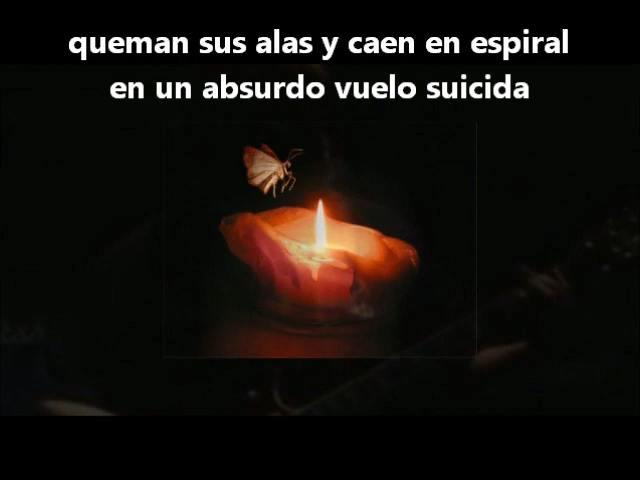 queman sus alas y caen en espiral
en un absurdo vuelo suicida